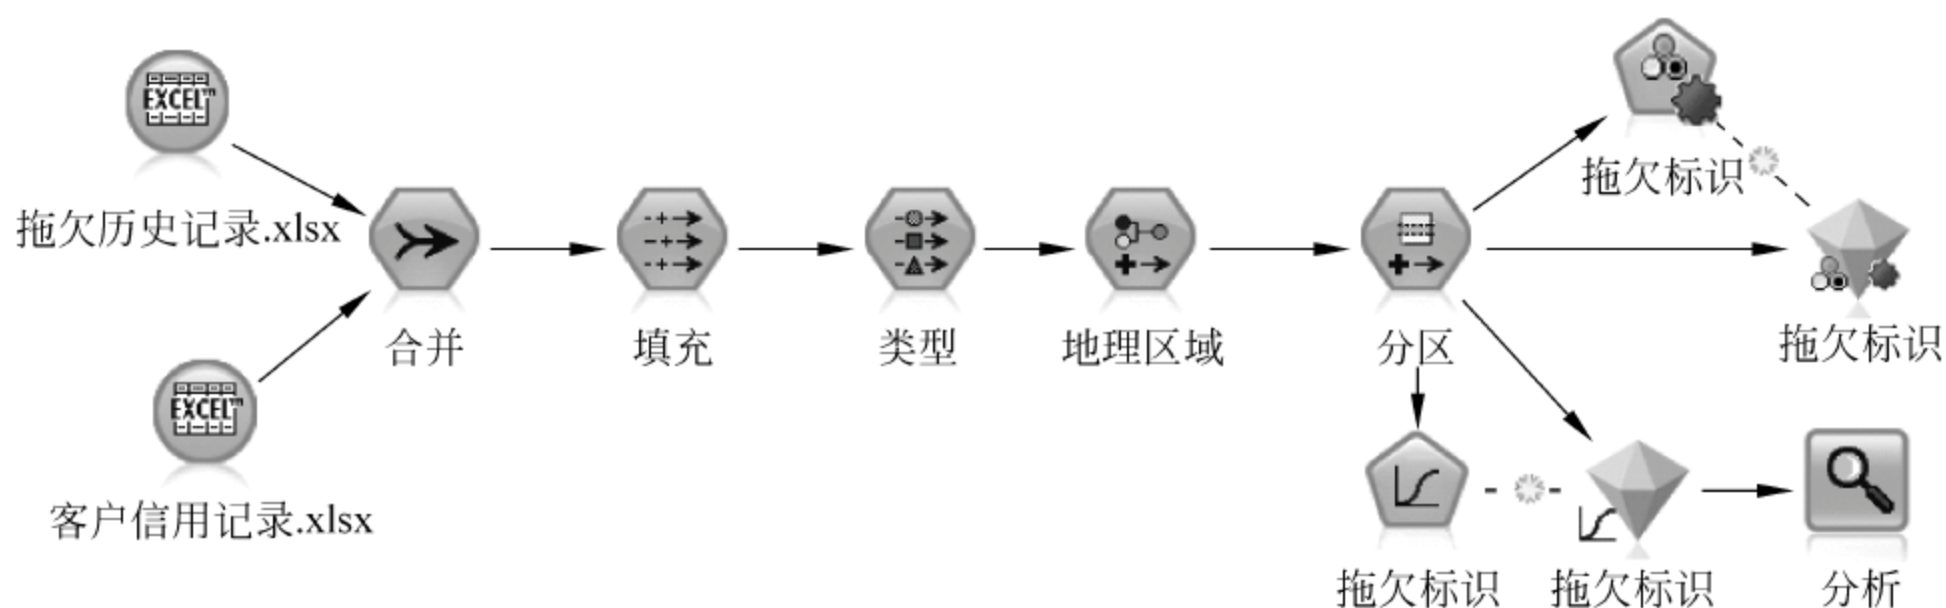 EXCEL™
拖欠历史记录.xlsx
EXCEL™
客户信用记录.xlsx
合并
填充
类型
地理区域
分区
拖欠标识
拖欠标识
拖欠标识
拖欠标识
分析